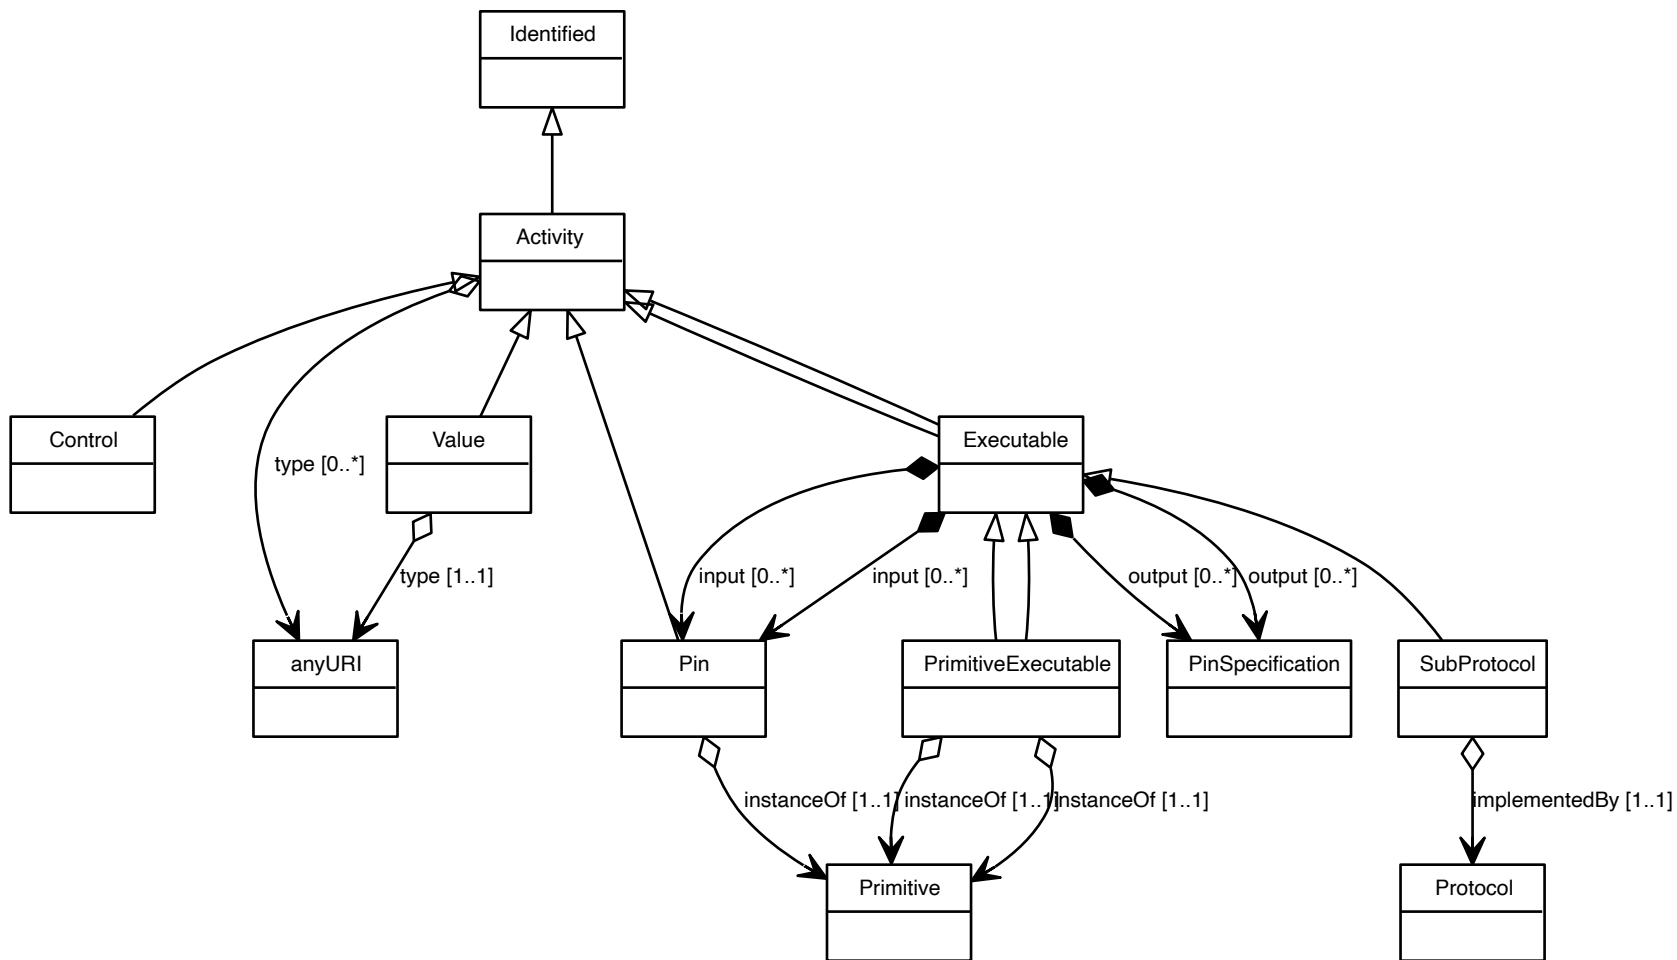 Identified
Activity
Control
Value
Executable
type [0..*]
type [1..1]
input [0..*]
input [0..*]
output [0..*]
output [0..*]
anyURI
Pin
PrimitiveExecutable
PinSpecification
SubProtocol
instanceOf [1..1]
instanceOf [1..1]
instanceOf [1..1]
implementedBy [1..1]
Primitive
Protocol